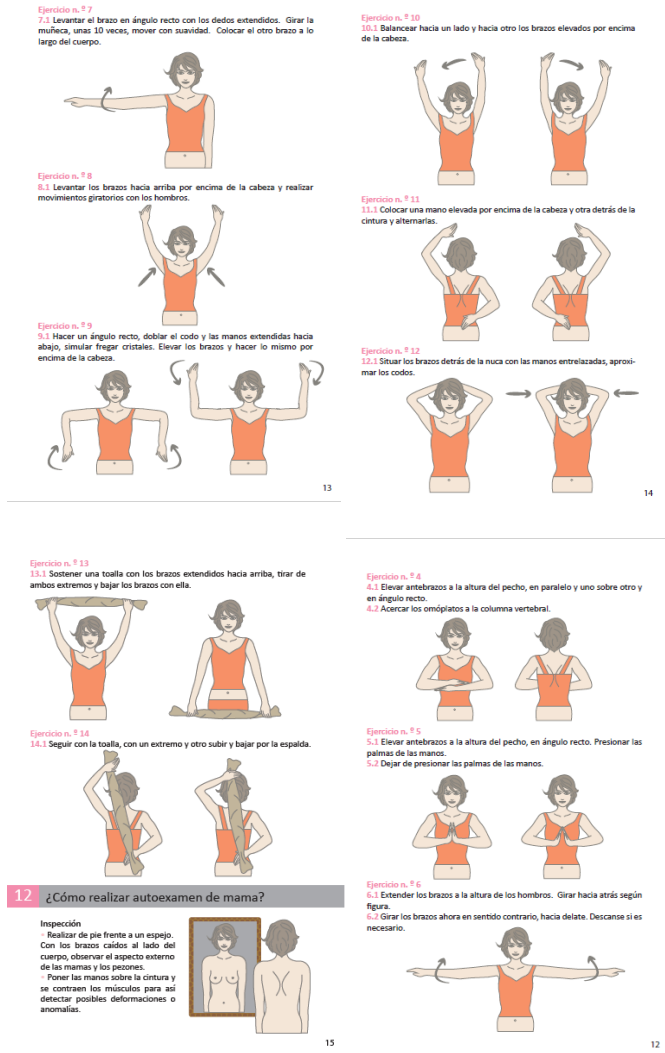 Ejercicio n. º 7
7.1 Levantar el brazo en ángulo recto con los dedos extendidos. Girar la
muñeca, unas 10 veces, mover con suavidad. Colocar el otro brazo a lo
largo del cuerpo.
Ejercicio n. º 8
8.1 Levantar los brazos hacia arriba por encima de la cabeza y realizar
movimientos giratorios con los hombros.
Ejercicio n. º 9
9.1 Hacer un ángulo recto, doblar el codo y las manos extendidas hacia
abajo, simular fregar cristales. Elevar los brazos y hacer lo mismo por
encima de la cabeza.
13
Ejercicio n. º 10
10.1 Balancear hacia un lado y hacia otro los brazos elevados por encima
de la cabeza.
Ejercicio n. º 11
11.1 Colocar una mano elevada por encima de la cabeza y otra detrás de la
cintura y alternarlas.
Ejercicio n. º 12
12.1 Situar los brazos detrás de la nuca con las manos entrelazadas, aproxi-
mar los codos.
14
Ejercicio n. º 13
13.1 Sostener una toalla con los brazos extendidos hacia arriba, tirar de
ambos extremos y bajar los brazos con ella.
Ejercicio n. º 14
14.1 Seguir con la toalla, con un extremo y otro subir y bajar por la espalda.
12 ¿Cómo realizar autoexamen de mama?
Inspección
· Realizar de pie frente a un espejo.
Con los brazos caídos al lado del
cuerpo, observar el aspecto externo
de las mamas y los pezones.
· Poner las manos sobre la cintura y
se contraen los músculos para así
detectar posibles deformaciones o
anomalías.
15
Ejercicio n. º 4
4.1 Elevar antebrazos a la altura del pecho, en paralelo y uno sobre otro y
en ángulo recto.
4.2 Acercar los omóplatos a la columna vertebral.
Ejercicio n. º 5
5.1 Elevar antebrazos a la altura del pecho, en ángulo recto. Presionar las
palmas de las manos.
5.2 Dejar de presionar las palmas de las manos.
Ejercicio n. º 6
6.1 Extender los brazos a la altura de los hombros. Girar hacia atrás según
figura.
6.2 Girar los brazos ahora en sentido contrario, hacia delate. Descanse si es
necesario.
12